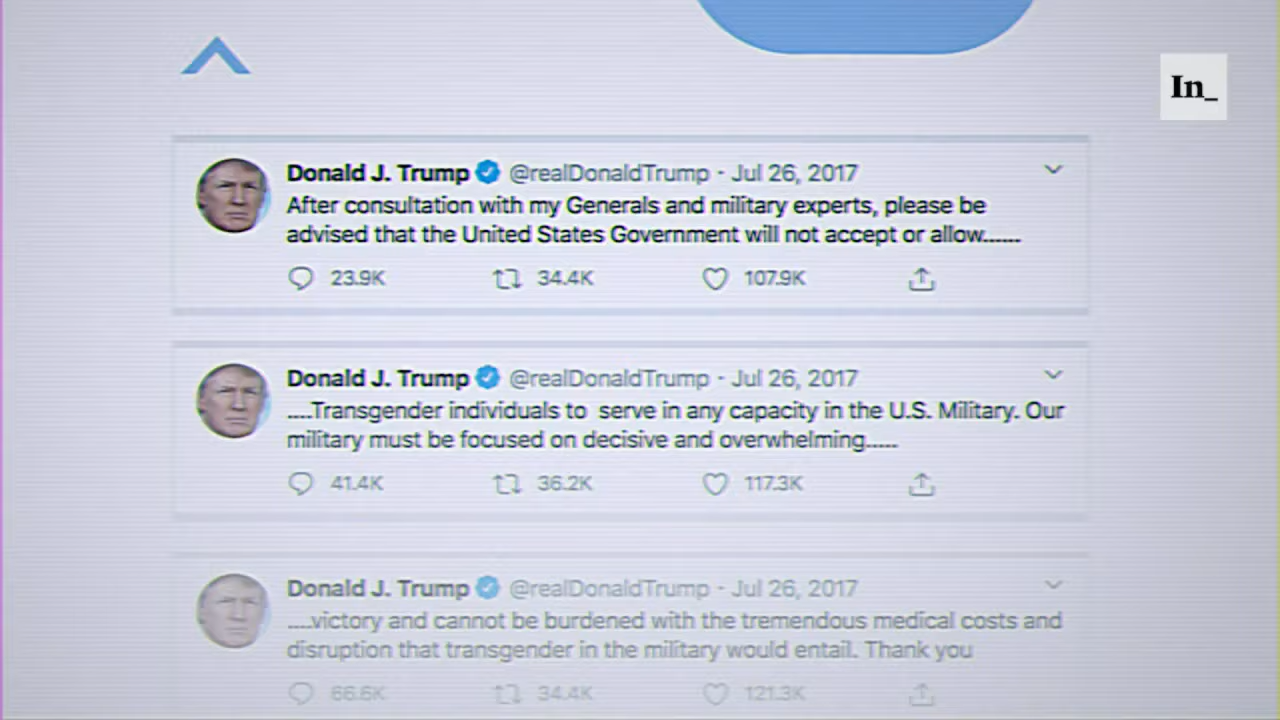 In_
Donald J. Trump @realDonaldTrump · Jul 26, 2017
After consultation with my Generals and military experts, please be
advised that the United States Government will not accept or allow......
23.9K 34.4K 107.9K
Donald J. Trump @realDonaldTrump · Jul 26, 2017
....Transgender individuals to  serve in any capacity in the U.S. Military. Our
military must be focused on decisive and overwhelming.....
41.4K 36.2K 117.3K
Donald J. Trump @realDonaldTrump · Jul 26, 2017
....victory and cannot be burdened with the tremendous medical costs and
disruption that transgender in the military would entail. Thank you
66.6K 34.4K 121.3K